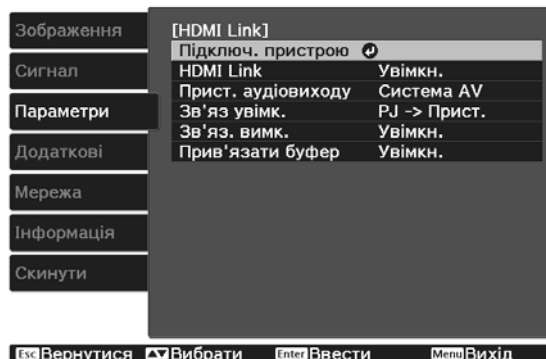 Зображення
Сигнал
Параметри
Додаткові
Мережа
Інформація
Скинути
[HDMI Link]
Підключ. пристрою
HDMI Link Увімкн.
Прист. аудіовиходу Система AV
Зв'яз увімк. PJ -> Прист.
Зв'яз. вимк. Увімкн.
Прив'язати буфер Увімкн.
Esc Вернутися Вибрати Enter Ввести Menu Вихід